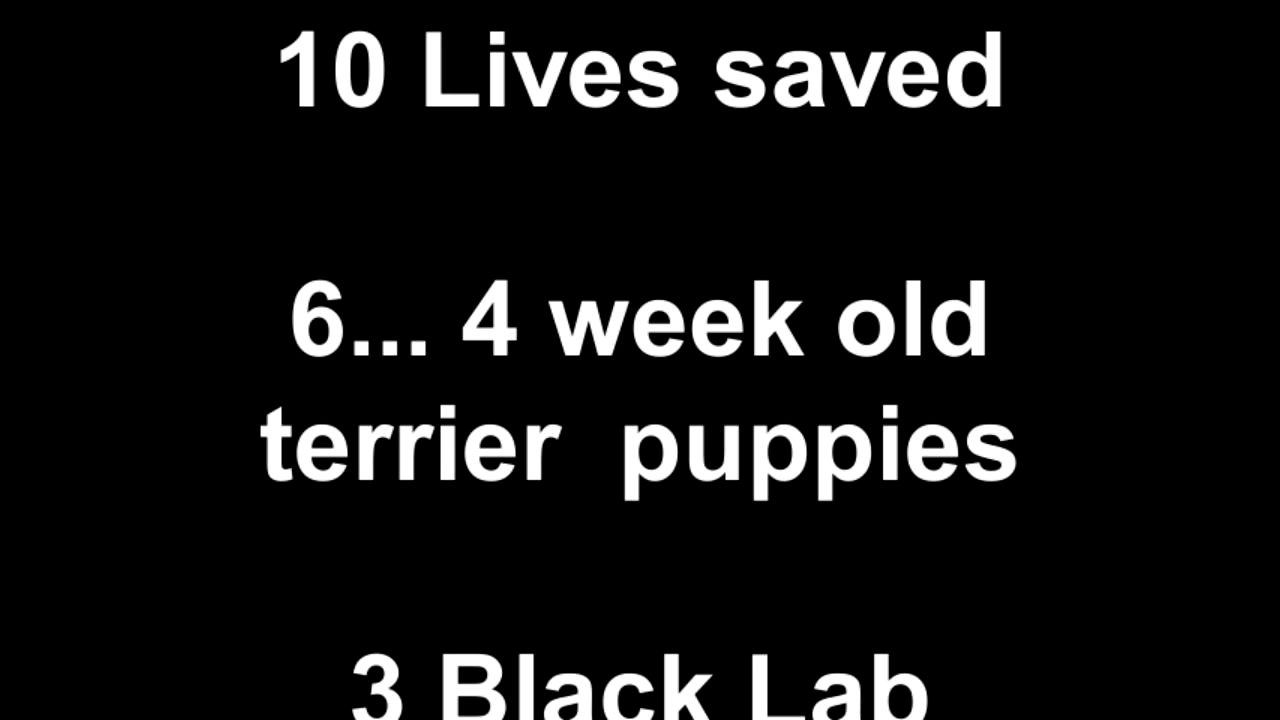 10 Lives saved
6... 4 week old
terrier  puppies
3 Black Lab